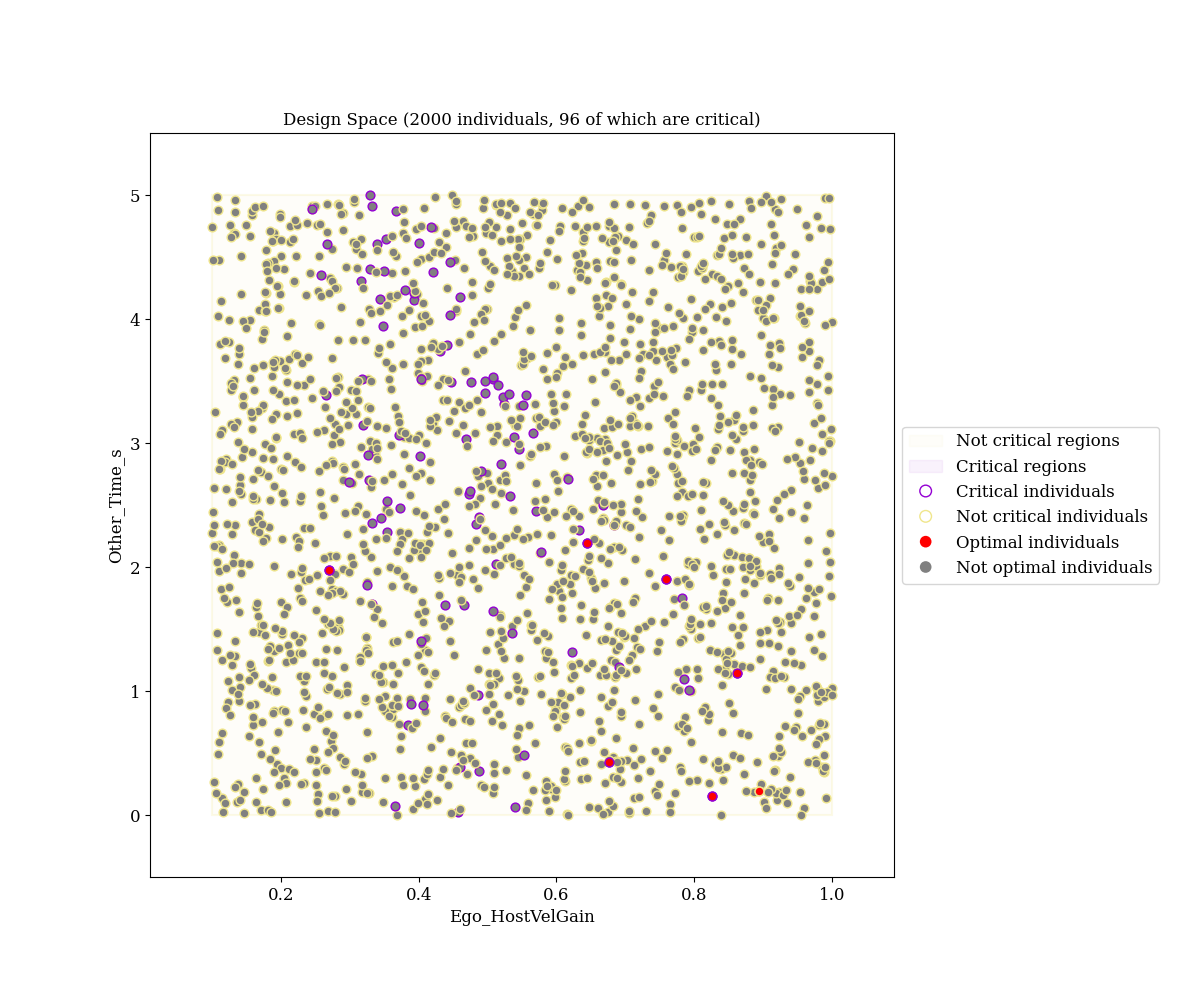 Design Space (2000 individuals, 96 of which are critical)
5
4
3
2
1
0
Other_Time_s
0.2
0.4
0.6
0.8
1.0
Ego_HostVelGain
Not critical regions
Critical regions
Critical individuals
Not critical individuals
Optimal individuals
Not optimal individuals